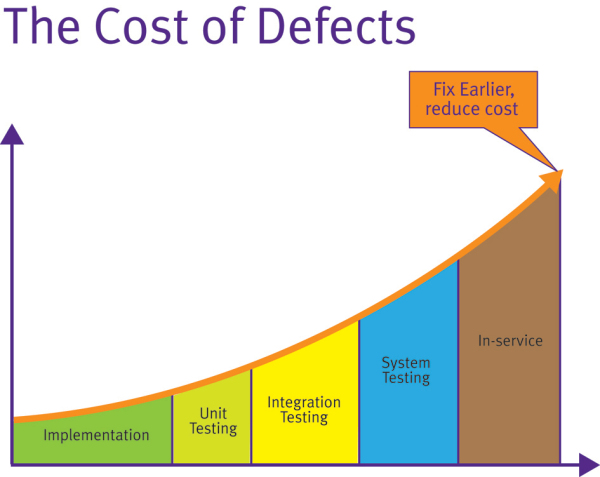 The Cost of Defects
Fix Earlier,
reduce cost
Implementation
Unit
Testing
Integration
Testing
System
Testing
In-service